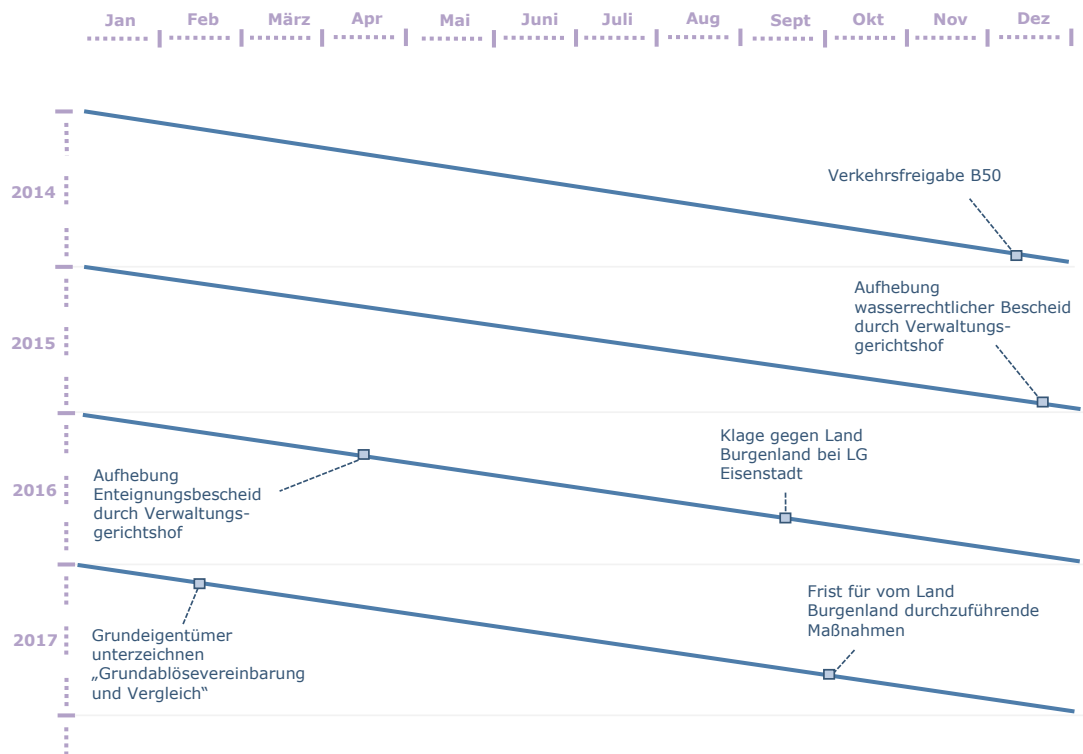 Jan Feb März Apr Mai Juni Juli Aug Sept Okt Nov Dez
2014
Verkehrsfreigabe B50
2015
Aufhebung
wasserrechtlicher Bescheid
durch Verwaltungs-
gerichtshof
2016
Aufhebung
Enteignungsbescheid
durch Verwaltungs-
gerichtshof
Klage gegen Land
Burgenland bei LG
Eisenstadt
2017
Grundeigentümer
unterzeichnen
„Grundablösevereinbarung
und Vergleich“
Frist für vom Land
Burgenland durchzuführende
Maßnahmen